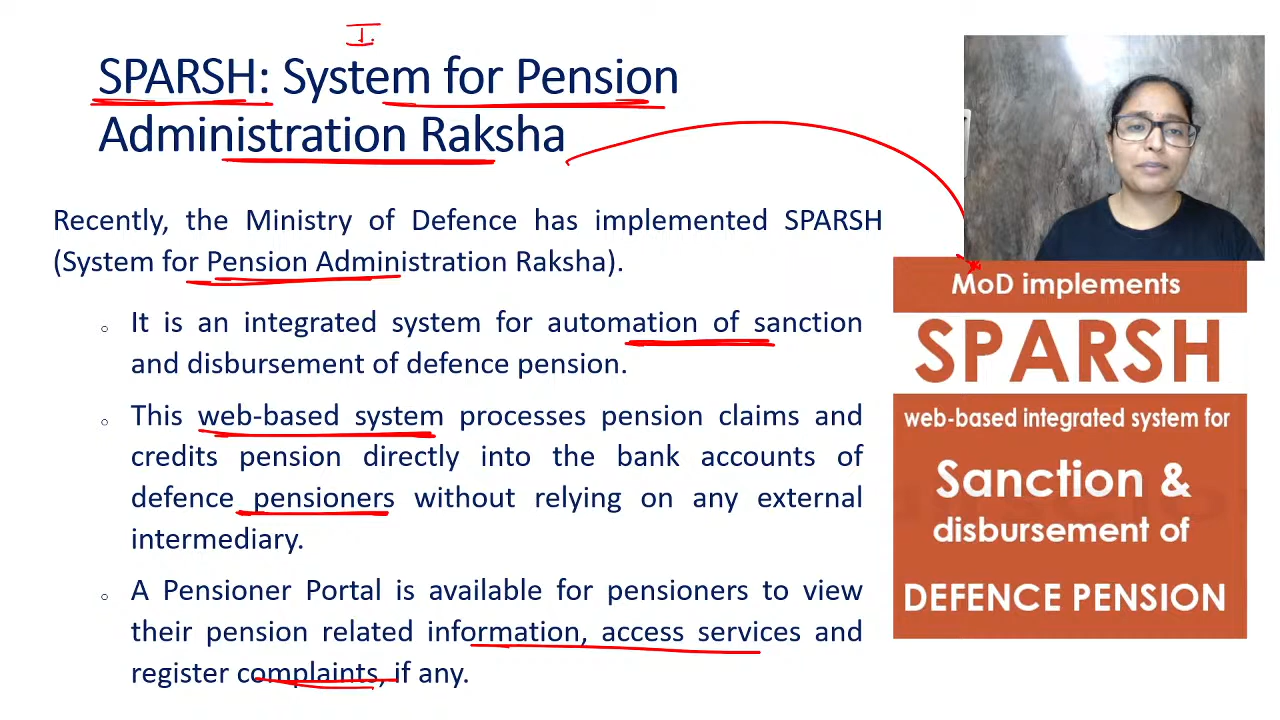 I.
SPARSH: System for Pension
Administration Raksha
Recently, the Ministry of Defence has implemented SPARSH
(System for Pension Administration Raksha).
It is an integrated system for automation of sanction
and disbursement of defence pension.
This web-based system processes pension claims and
credits pension directly into the bank accounts of
defence pensioners without relying on any external
intermediary.
A Pensioner Portal is available for pensioners to view
their pension related information, access services and
register complaints, if any.
MoD implements
SPARSH
web-based integrated system for
Sanction &
disbursement of
DEFENCE PENSION